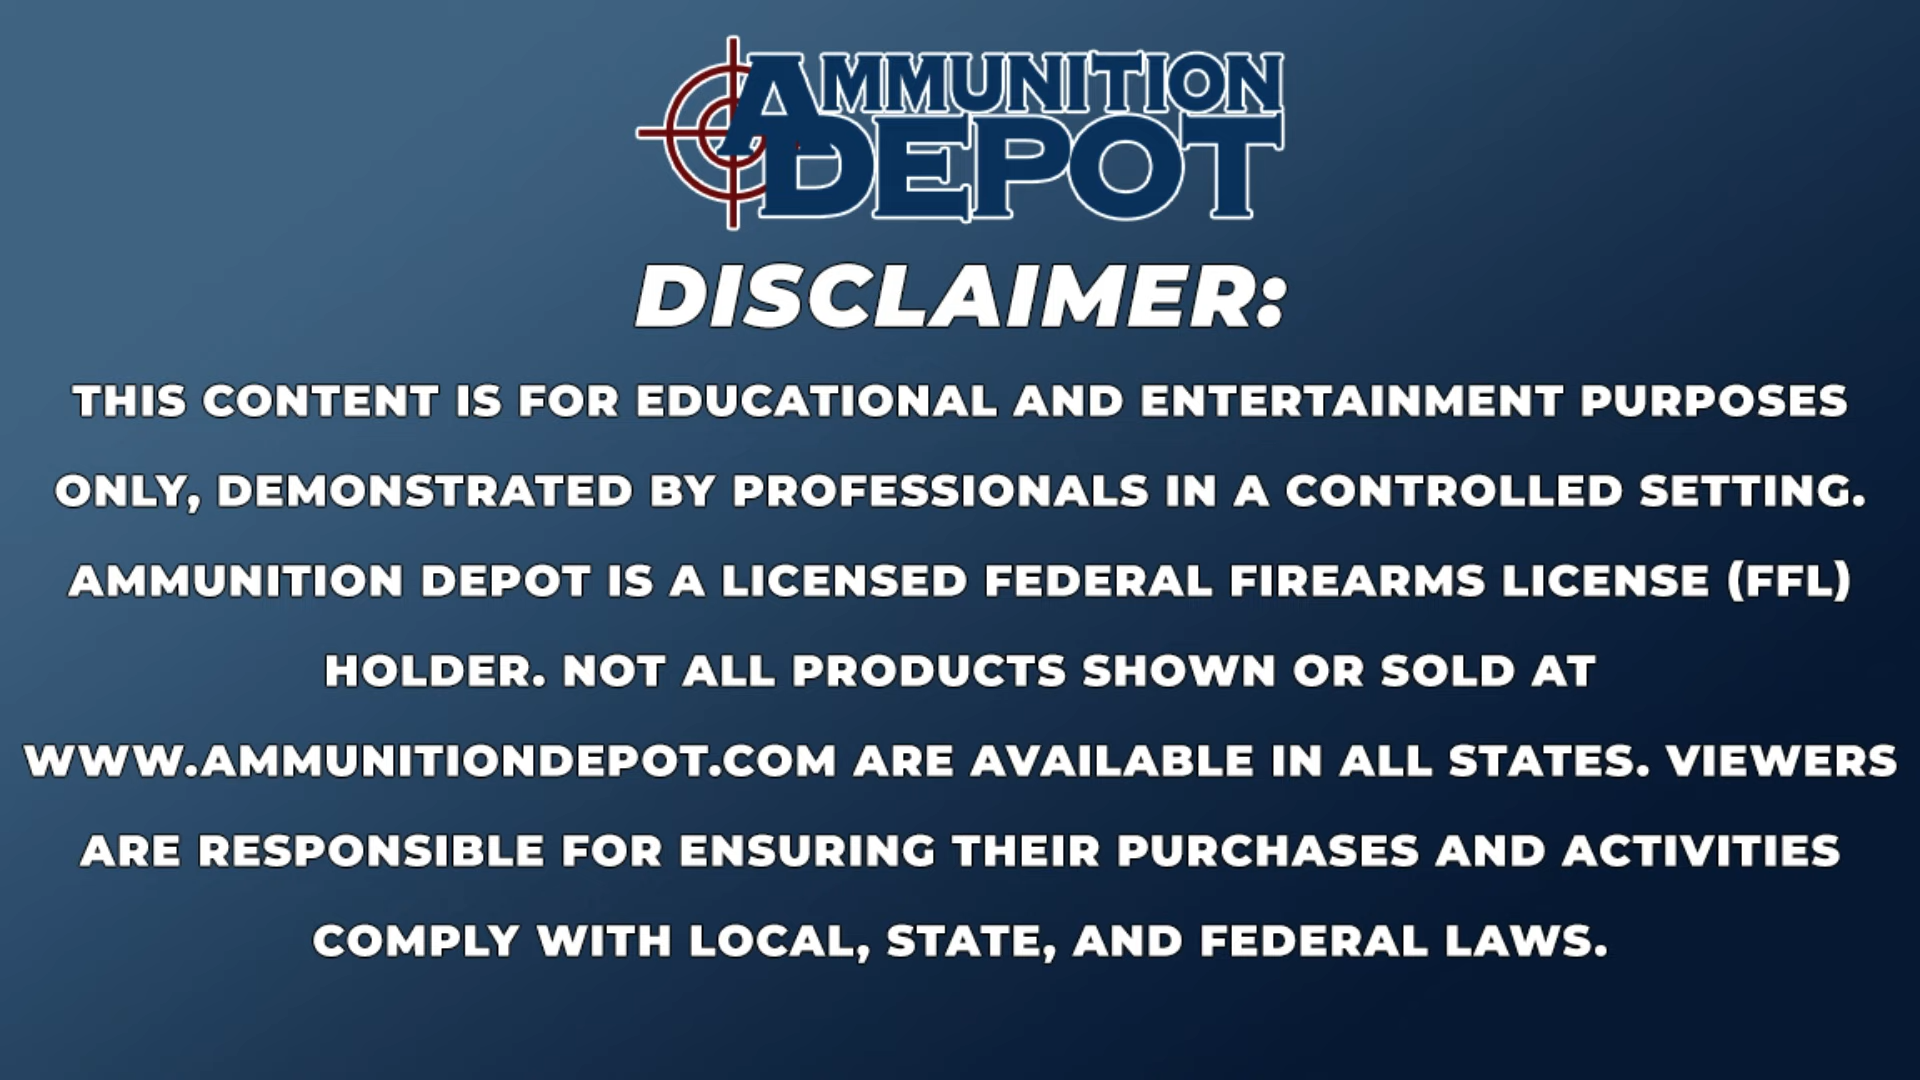 AMMUNITION
DEPOT
DISCLAIMER:
THIS CONTENT IS FOR EDUCATIONAL AND ENTERTAINMENT PURPOSES
ONLY, DEMONSTRATED BY PROFESSIONALS IN A CONTROLLED SETTING.
AMMUNITION DEPOT IS A LICENSED FEDERAL FIREARMS LICENSE (FFL)
HOLDER. NOT ALL PRODUCTS SHOWN OR SOLD AT
WWW.AMMUNITIONDEPOT.COM ARE AVAILABLE IN ALL STATES. VIEWERS
ARE RESPONSIBLE FOR ENSURING THEIR PURCHASES AND ACTIVITIES
COMPLY WITH LOCAL, STATE, AND FEDERAL LAWS.